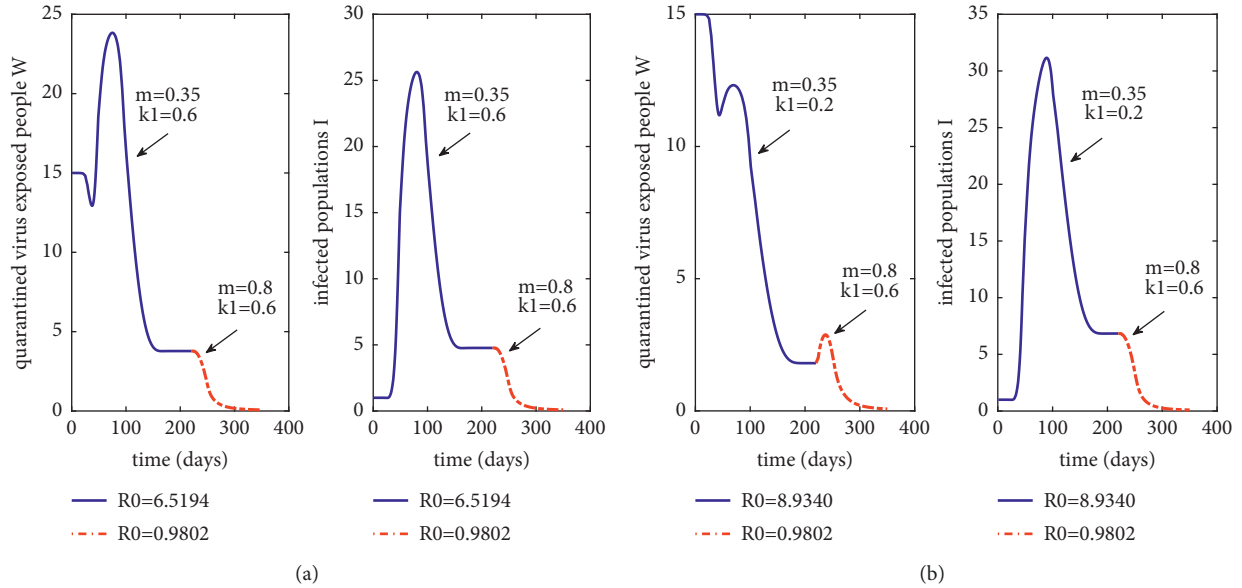 quarantined virus exposed people W
25
20
15
10
5
0
0 100 200 300 400
time (days)
m=0.35
k1=0.6
m=0.8
k1=0.6
R0=6.5194
R0=0.9802
infected populations I
30
25
20
15
10
5
0
0 100 200 300 400
time (days)
m=0.35
k1=0.6
m=0.8
k1=0.6
R0=6.5194
R0=0.9802
(a)
quarantined virus exposed people W
15
10
5
0
0 100 200 300 400
time (days)
m=0.35
k1=0.2
m=0.8
k1=0.6
R0=8.9340
R0=0.9802
infected populations I
35
30
25
20
15
10
5
0
0 100 200 300 400
time (days)
m=0.35
k1=0.2
m=0.8
k1=0.6
R0=8.9340
R0=0.9802
(b)